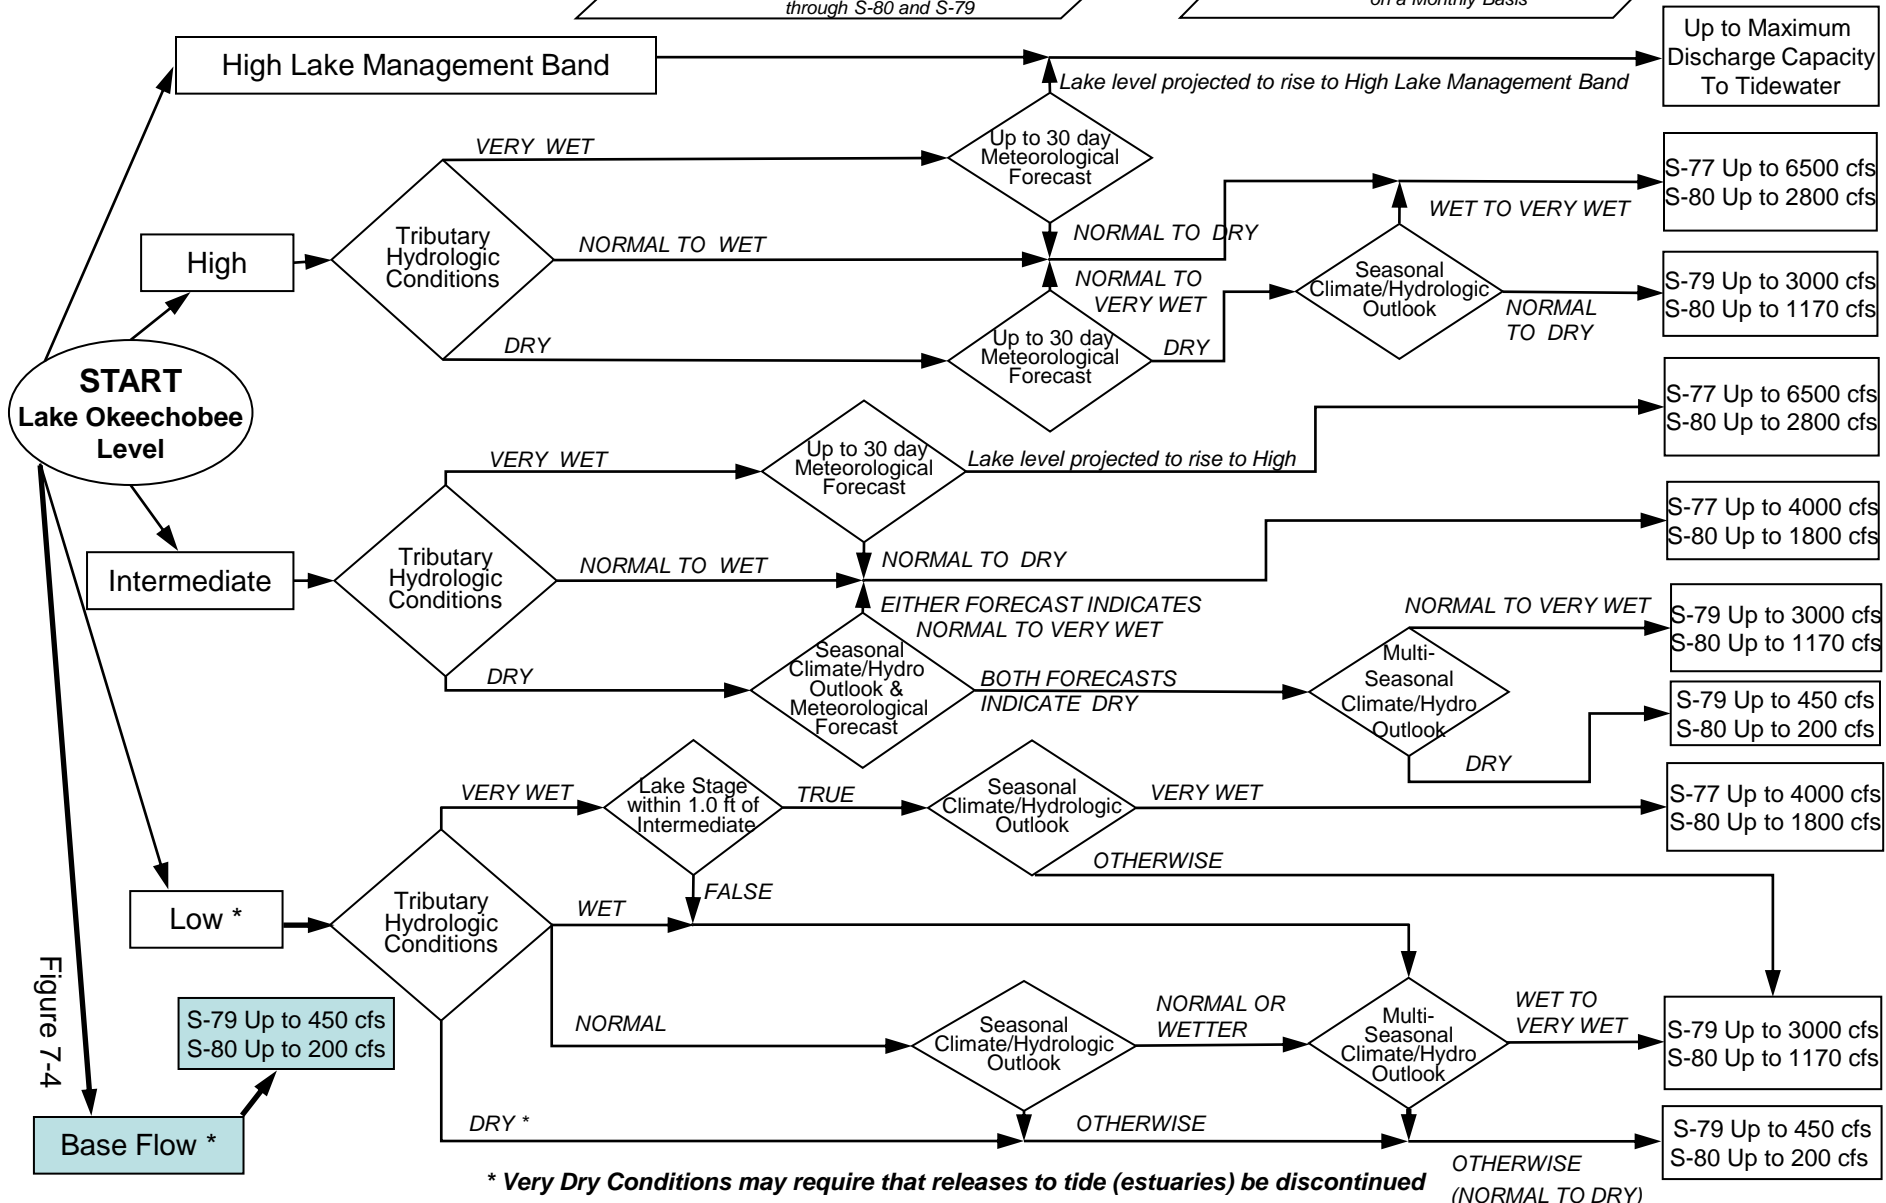 through S-80 and S-79
on a Monthly Basis
High Lake Management Band
Lake level projected to rise to High Lake Management Band
Up to Maximum
Discharge Capacity
To Tidewater
VERY WET
Up to 30 day
Meteorological
Forecast
S-77 Up to 6500 cfs
S-80 Up to 2800 cfs
WET TO VERY WET
High
Tributary
Hydrologic
Conditions
NORMAL TO WET
NORMAL TO DRY
NORMAL TO
VERY WET
Seasonal
Climate/Hydrologic
Outlook
NORMAL
TO DRY
S-79 Up to 3000 cfs
S-80 Up to 1170 cfs
DRY
Up to 30 day
Meteorological
Forecast
DRY
START
Lake Okeechobee
Level
S-77 Up to 6500 cfs
S-80 Up to 2800 cfs
VERY WET
Up to 30 day
Meteorological
Forecast
Lake level projected to rise to High
S-77 Up to 4000 cfs
S-80 Up to 1800 cfs
Intermediate
Tributary
Hydrologic
Conditions
NORMAL TO WET
NORMAL TO DRY
EITHER FORECAST INDICATES
NORMAL TO VERY WET
NORMAL TO VERY WET
S-79 Up to 3000 cfs
S-80 Up to 1170 cfs
DRY
Seasonal
Climate/Hydro
Outlook &
Meteorological
Forecast
BOTH FORECASTS
INDICATE DRY
Multi-
Seasonal
Climate/Hydro
Outlook
DRY
S-79 Up to 450 cfs
S-80 Up to 200 cfs
VERY WET
Lake Stage
within 1.0 ft of
Intermediate
TRUE
Seasonal
Climate/Hydrologic
Outlook
VERY WET
S-77 Up to 4000 cfs
S-80 Up to 1800 cfs
OTHERWISE
FALSE
Low *
Tributary
Hydrologic
Conditions
WET
NORMAL
Seasonal
Climate/Hydrologic
Outlook
NORMAL OR
WETTER
Multi-
Seasonal
Climate/Hydro
Outlook
WET TO
VERY WET
S-79 Up to 3000 cfs
S-80 Up to 1170 cfs
Figure 7-4
S-79 Up to 450 cfs
S-80 Up to 200 cfs
Base Flow *
DRY *
OTHERWISE
S-79 Up to 450 cfs
S-80 Up to 200 cfs
OTHERWISE
(NORMAL TO DRY)
* Very Dry Conditions may require that releases to tide (estuaries) be discontinued